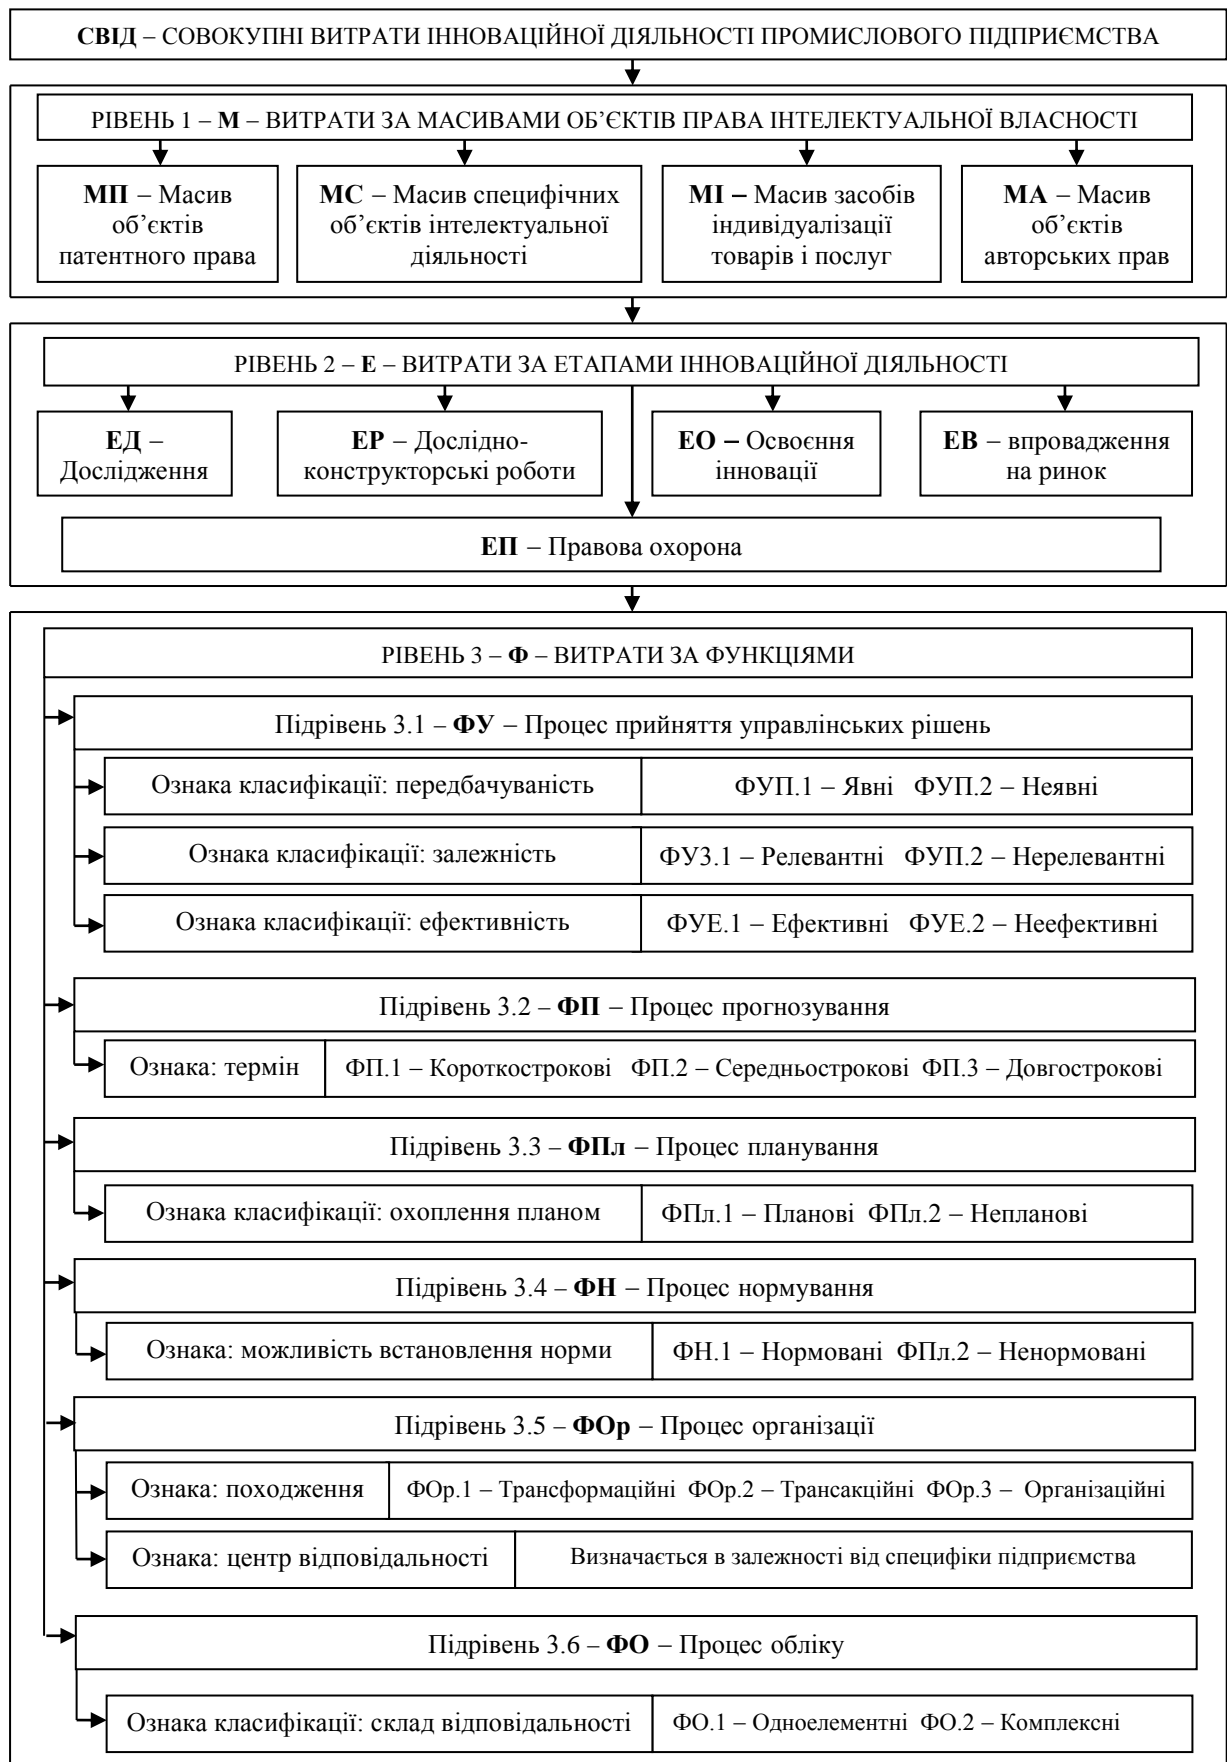 СВІД – СОВОКУПНІ ВИТРАТИ ІННОВАЦІЙНОЇ ДІЯЛЬНОСТІ ПРОМИСЛОВОГО ПІДПРИЄМСТВА
РІВЕНЬ 1 – М – ВИТРАТИ ЗА МАСИВАМИ ОБ’ЄКТІВ ПРАВА ІНТЕЛЕКТУАЛЬНОЇ ВЛАСНОСТІ
МП – Масив
об’єктів
патентного права
МС – Масив специфічних
об’єктів інтелектуальної
діяльності
МІ – Масив засобів
індивідуалізації
товарів і послуг
МА – Масив
об’єктів
авторських прав
РІВЕНЬ 2 – Е – ВИТРАТИ ЗА ЕТАПАМИ ІННОВАЦІЙНОЇ ДІЯЛЬНОСТІ
ЕД –
Дослідження
ЕР – Дослідно-
конструкторські роботи
ЕО – Освоєння
інновації
ЕВ – впровадження
на ринок
ЕП – Правова охорона
РІВЕНЬ 3 – Ф – ВИТРАТИ ЗА ФУНКЦІЯМИ
Підрівень 3.1 – ФУ – Процес прийняття управлінських рішень
Ознака класифікації: передбачуваність
ФУП.1 – Явні ФУП.2 – Неявні
Ознака класифікації: залежність
ФУЗ.1 – Релевантні ФУП.2 – Нерелевантні
Ознака класифікації: ефективність
ФУЕ.1 – Ефективні ФУЕ.2 – Неефективні
Підрівень 3.2 – ФП – Процес прогнозування
Ознака: термін
ФП.1 – Короткострокові ФП.2 – Середньострокові ФП.3 – Довгострокові
Підрівень 3.3 – ФПл – Процес планування
Ознака класифікації: охоплення планом
ФПл.1 – Планові ФПл.2 – Непланові
Підрівень 3.4 – ФН – Процес нормування
Ознака: можливість встановлення норми
ФН.1 – Нормовані ФПл.2 – Ненормовані
Підрівень 3.5 – ФОр – Процес організації
Ознака: походження
ФОр.1 – Трансформаційні ФОр.2 – Трансакційні ФОр.3 – Організаційні
Ознака: центр відповідальності
Визначається в залежності від специфіки підприємства
Підрівень 3.6 – ФО – Процес обліку
Ознака класифікації: склад відповідальності
ФО.1 – Одноелементні ФО.2 – Комплексні